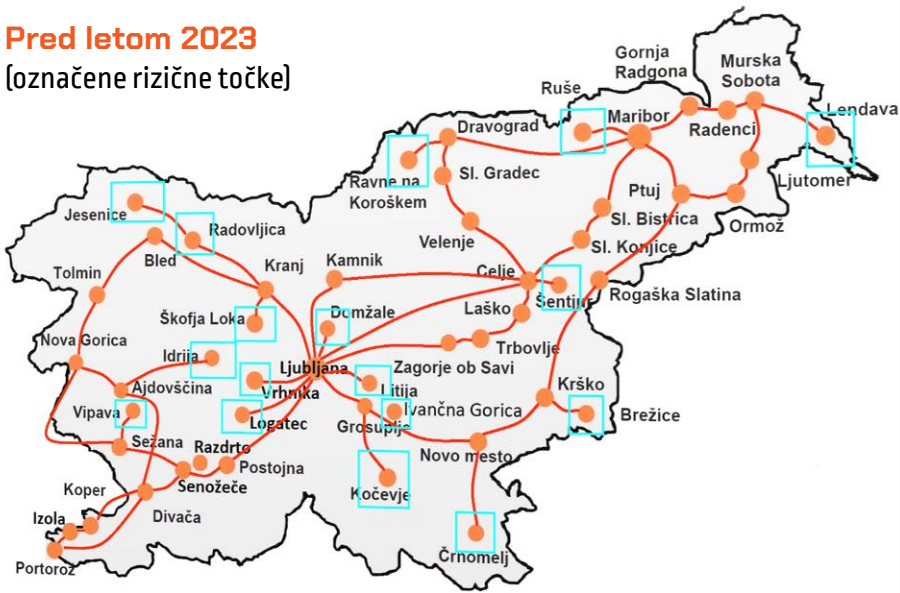 Pred letom 2023
(označene rizične točke)
Gornja
Radgona
Murska
Sobota
Ruše
Maribor
Lendava
Dravograd
Radenci
Ravne na
Koroškem
Sl. Gradec
Ljutomer
Ptuj
Jesenice
Radovljica
Sl. Bistrica
Ormož
Velenje
Sl. Konjice
Bled
Kamnik
Tolmin
Kranj
Celje
Šentjur
Rogaška Slatina
Škofja Loka
Domžale
Laško
Nova Gorica
Idrija
Trbovlje
Ljubljana
Zagorje ob Savi
Ajdovščina
Vrhnika
Litija
Krško
Vipava
Logatec
Ivančna Gorica
Brežice
Grosuplje
Sežana
Razdrto
Novo mesto
Postojna
Senožeče
Koper
Kočevje
Izola
Divača
Črnomelj
Portorož